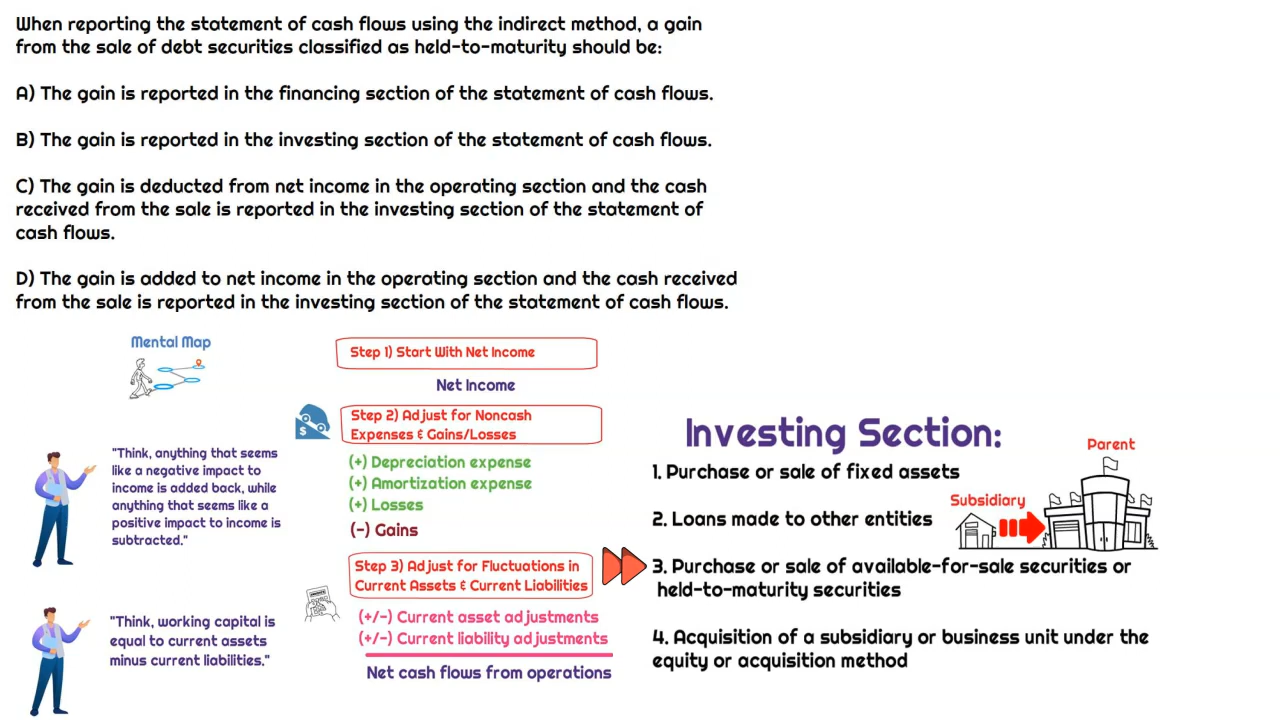 When reporting the statement of cash flows using the indirect method, a gain
from the sale of debt securities classified as held-to-maturity should be:
A) The gain is reported in the financing section of the statement of cash flows.
B) The gain is reported in the investing section of the statement of cash flows.
C) The gain is deducted from net income in the operating section and the cash
received from the sale is reported in the investing section of the statement of
cash flows.
D) The gain is added to net income in the operating section and the cash received
from the sale is reported in the investing section of the statement of cash flows.
Mental Map
"Think, anything that seems
like a negative impact to
income is added back, while
anything that seems like a
positive impact to income is
subtracted."
"Think, working capital is
equal to current assets
minus current liabilities."
Step 1) Start With Net Income
Net Income
$
Step 2) Adjust for Noncash
Expenses & Gains/Losses
(+) Depreciation expense
(+) Amortization expense
(+) Losses
(-) Gains
Step 3) Adjust for Fluctuations in
Current Assets & Current Liabilities
(+/-) Current asset adjustments
(+/-) Current liability adjustments
Net cash flows from operations
Investing Section:
1. Purchase or sale of fixed assets
2. Loans made to other entities
3. Purchase or sale of available-for-sale securities or
held-to-maturity securities
4. Acquisition of a subsidiary or business unit under the
equity or acquisition method
Parent
Subsidiary